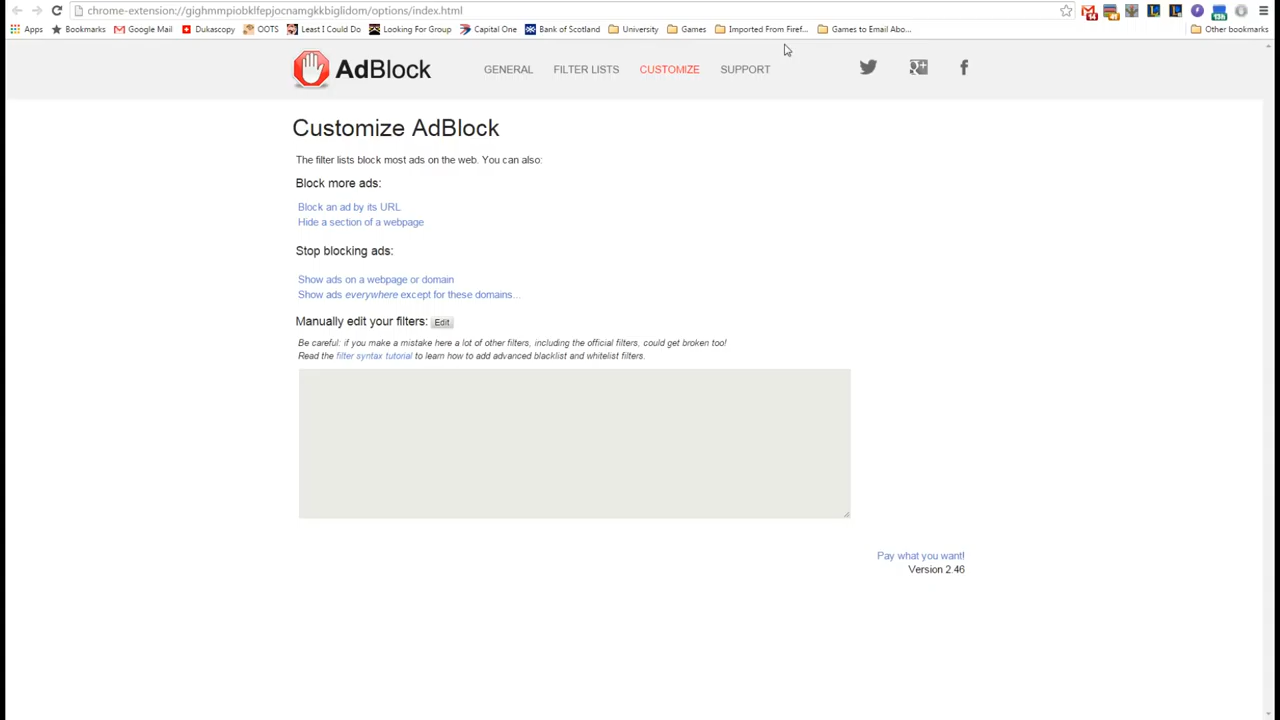 chrome-extension://gighmmpiobklfepjocnamgkkbiglidom/options/index.html
Apps Bookmarks Google Mail Dukascopy OOTS Least I Could Do Looking For Group Capital One Bank of Scotland University Games Imported From Firef... Games to Email Abo... Other bookmarks
AdBlock GENERAL FILTER LISTS CUSTOMIZE SUPPORT
Customize AdBlock
The filter lists block most ads on the web. You can also:
Block more ads:
Block an ad by its URL
Hide a section of a webpage
Stop blocking ads:
Show ads on a webpage or domain
Show ads everywhere except for these domains...
Manually edit your filters: Edit
Be careful: if you make a mistake here a lot of other filters, including the official filters, could get broken too!
Read the filter syntax tutorial to learn how to add advanced blacklist and whitelist filters.
Pay what you want!
Version 2.46